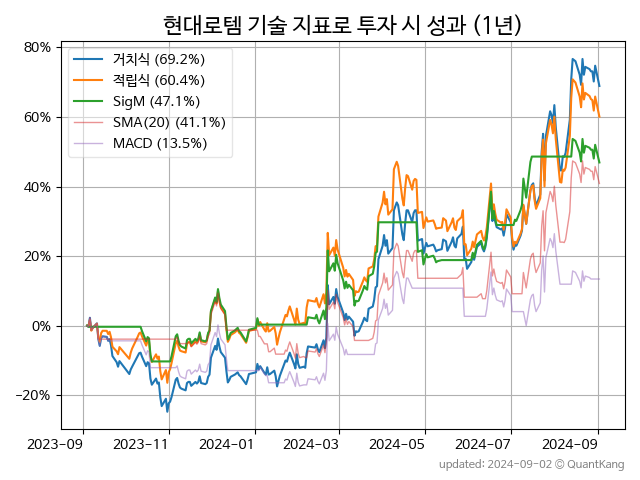 현대로템 기술 지표로 투자 시 성과 (1년)
80%
60%
40%
20%
0%
−20%
거치식 (69.2%)
적립식 (60.4%)
SigM (47.1%)
SMA(20) (41.1%)
MACD (13.5%)
2023-09 2023-11 2024-01 2024-03 2024-05 2024-07 2024-09
updated: 2024-09-02 © QuantKang